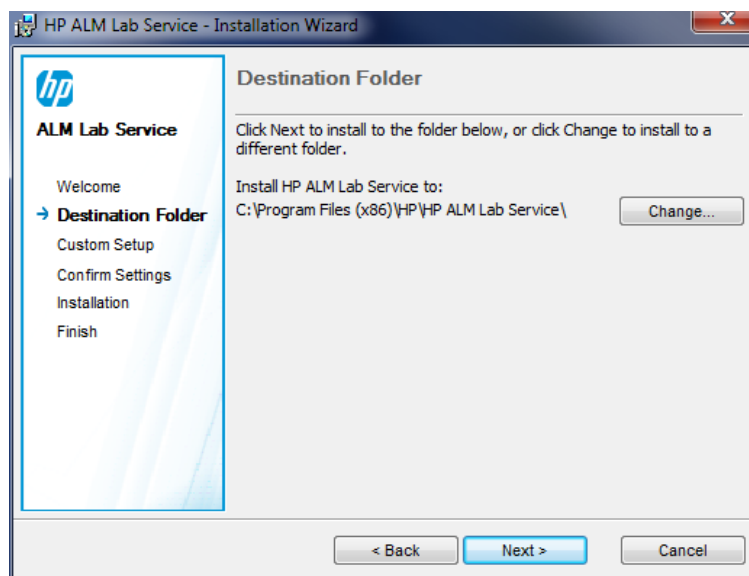 HP ALM Lab Service - Installation Wizard
hp
ALM Lab Service
Welcome
Destination Folder
Custom Setup
Confirm Settings
Installation
Finish
Destination Folder
Click Next to install to the folder below, or click Change to install to a
different folder.
Install HP ALM Lab Service to:
C:\Program Files (x86)\HP\HP ALM Lab Service\
Change...
< Back
Next >
Cancel